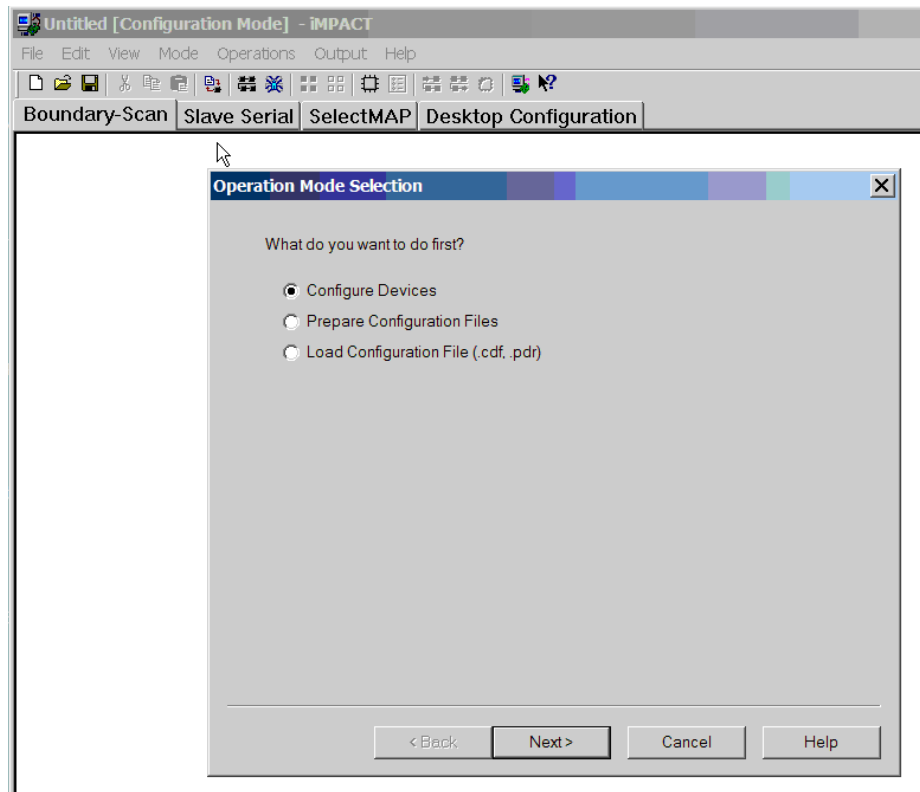 Untitled [Configuration Mode] - iMPACT
File Edit View Mode Operations Output Help
Boundary-Scan Slave Serial SelectMAP Desktop Configuration
Operation Mode Selection
What do you want to do first?
Configure Devices
Prepare Configuration Files
Load Configuration File (.cdf, .pdr)
< Back Next > Cancel Help